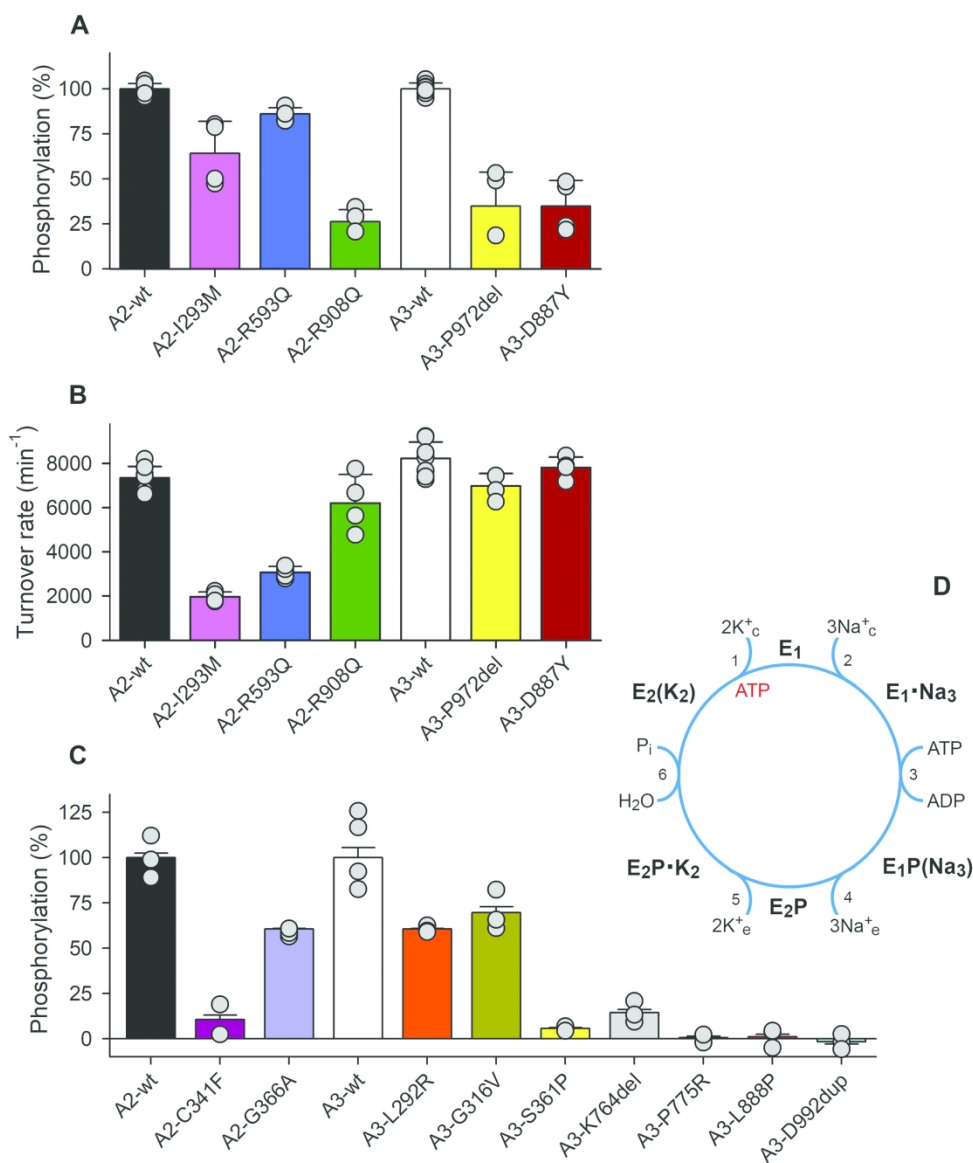 A
Phosphorylation (%)
100
75
50
25
0
A2-wt
A2-I293M
A2-R593Q
A2-R908Q
A3-wt
A3-P972del
A3-D887Y
B
Turnover rate (min⁻¹)
8000
6000
4000
2000
0
A2-wt
A2-I293M
A2-R593Q
A2-R908Q
A3-wt
A3-P972del
A3-D887Y
C
Phosphorylation (%)
125
100
75
50
25
0
A2-wt
A2-C341F
A2-G366A
A3-wt
A3-L292R
A3-G316V
A3-S361P
A3-K764del
A3-P775R
A3-L888P
A3-D992dup
D
2K⁺c
E₁
3Na⁺c
1
2
ATP
E₂(K₂)
E₁·Na₃
Pᵢ
ATP
6
3
H₂O
ADP
E₂P·K₂
E₁P(Na₃)
E₂P
5
4
2K⁺e
3Na⁺e